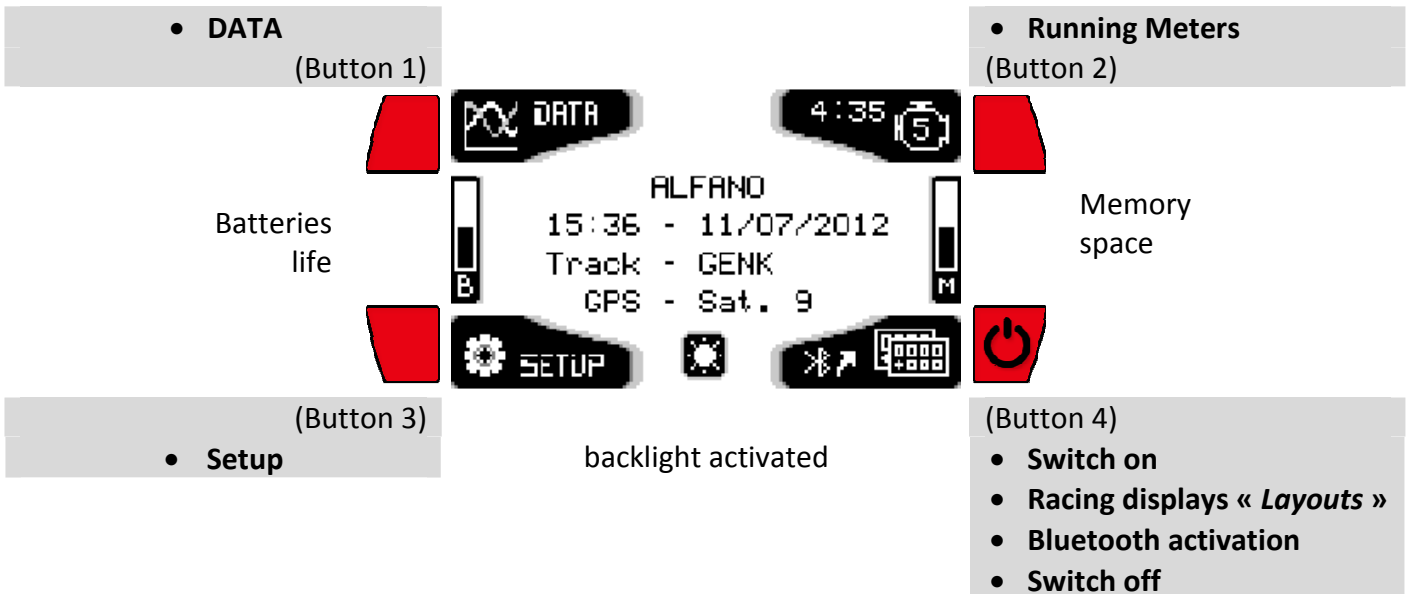 • DATA
(Button 1)
• Running Meters
(Button 2)
DATA
4:35
5
Batteries
life
ALFANO
15:36 - 11/07/2012
Track - GENK
GPS - Sat. 9
B
M
Memory
space
SETUP
(Button 3)
• Setup
backlight activated
(Button 4)
• Switch on
• Racing displays « Layouts »
• Bluetooth activation
• Switch off